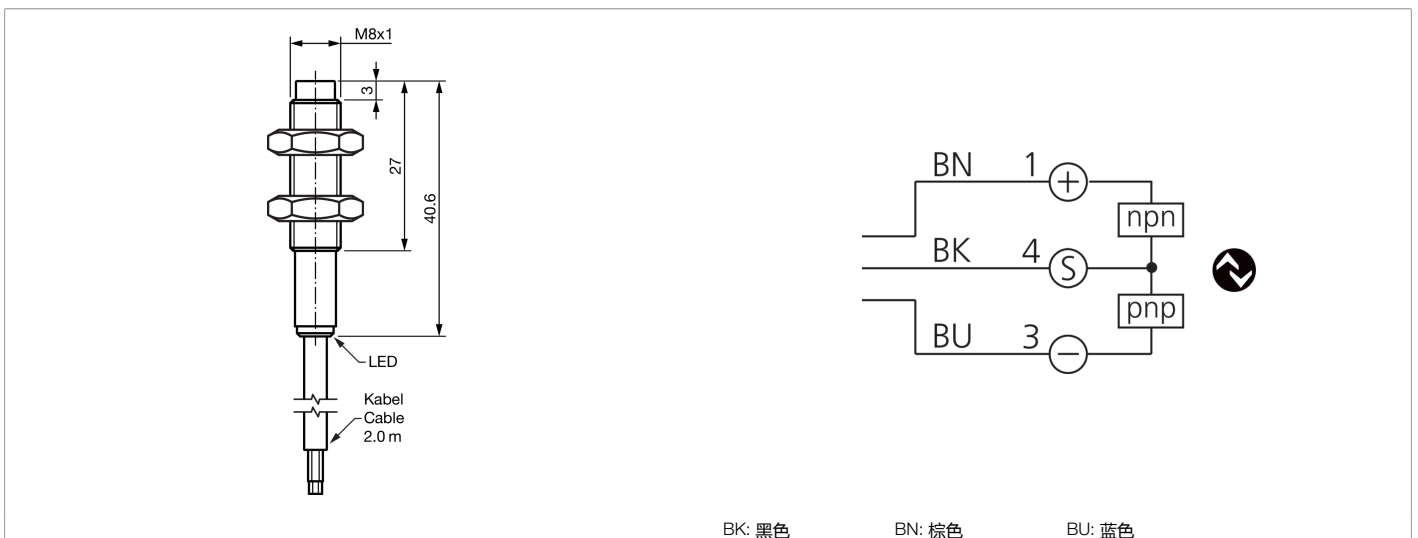 M8x1
3
27
40.6
LED
Kabel
Cable
2.0 m
BN 1 +
npn
BK 4 S
pnp
BU 3 −
BK: 黑色 BN: 棕色 BU: 蓝色